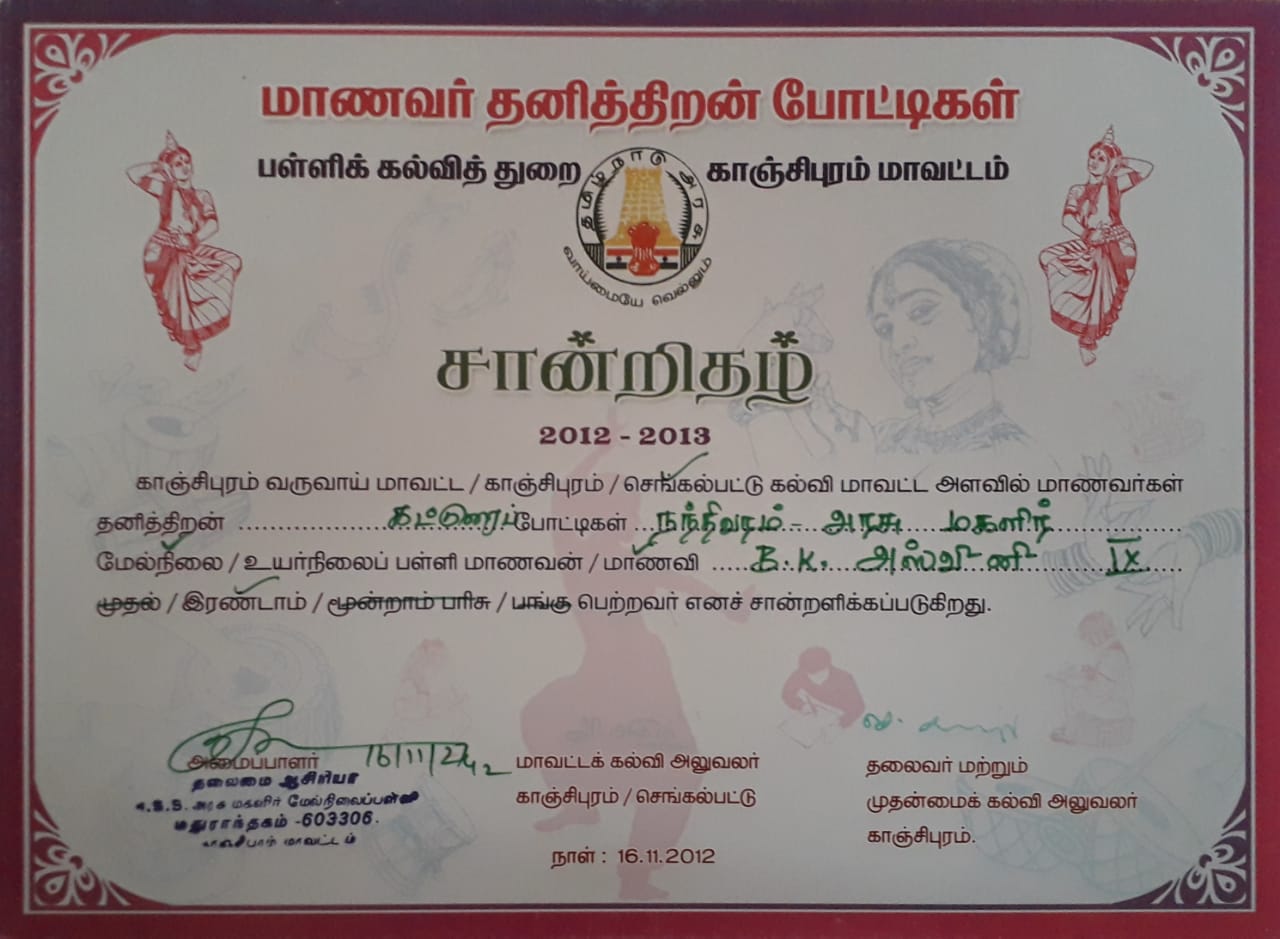 மாணவர் தனித்திறன் போட்டிகள்
பள்ளிக் கல்வித் துறை காஞ்சிபுரம் மாவட்டம்
தமிழ்நாடு அரசு
வாய்மையே வெல்லும்
சான்றிதழ்
2012 - 2013
காஞ்சிபுரம் வருவாய் மாவட்ட / காஞ்சிபுரம் / செங்கல்பட்டு கல்வி மாவட்ட அளவில் மாணவர்கள்
தனித்திறன் ..................போட்டிகள் ...நந்திவரம் - அரசு மகளிர்..................
மேல்நிலை / உயர்நிலைப் பள்ளி மாணவன் / மாணவி .....B.K. அஸ்வினி IX.....
முதல் / இரண்டாம் / மூன்றாம் பரிசு / பங்கு பெற்றவர் எனச் சான்றளிக்கப்படுகிறது.
அமைப்பாளர்
தலைமை ஆசிரியர்
அரசு மகளிர் மேல்நிலைப்பள்ளி
மதுராந்தகம் -603306.
காஞ்சிபுரம் மாவட்டம்
மாவட்டக் கல்வி அலுவலர்
காஞ்சிபுரம் / செங்கல்பட்டு
நாள் : 16.11.2012
தலைவர் மற்றும்
முதன்மைக் கல்வி அலுவலர்
காஞ்சிபுரம்.